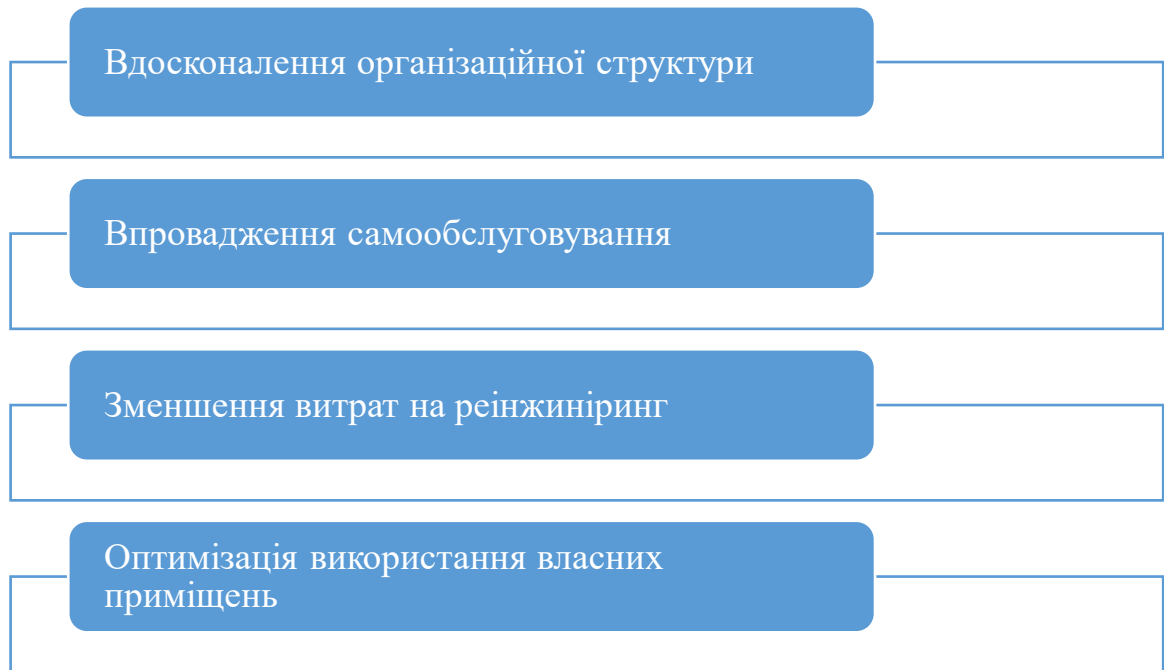 Вдосконалення організаційної структури
Впровадження самообслуговування
Зменшення витрат на реінжиніринг
Оптимізація використання власних
приміщень